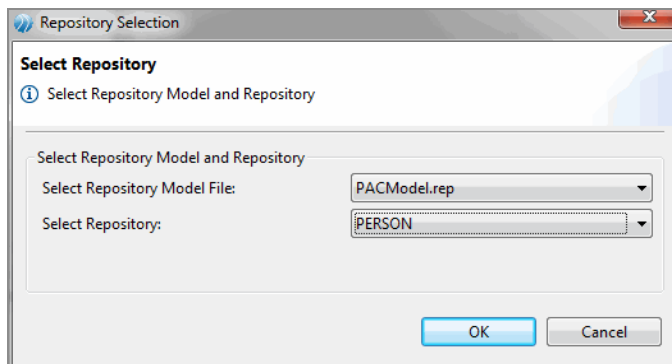 Repository Selection
Select Repository
Select Repository Model and Repository
Select Repository Model and Repository
Select Repository Model File: PACModel.rep
Select Repository: PERSON
OK Cancel